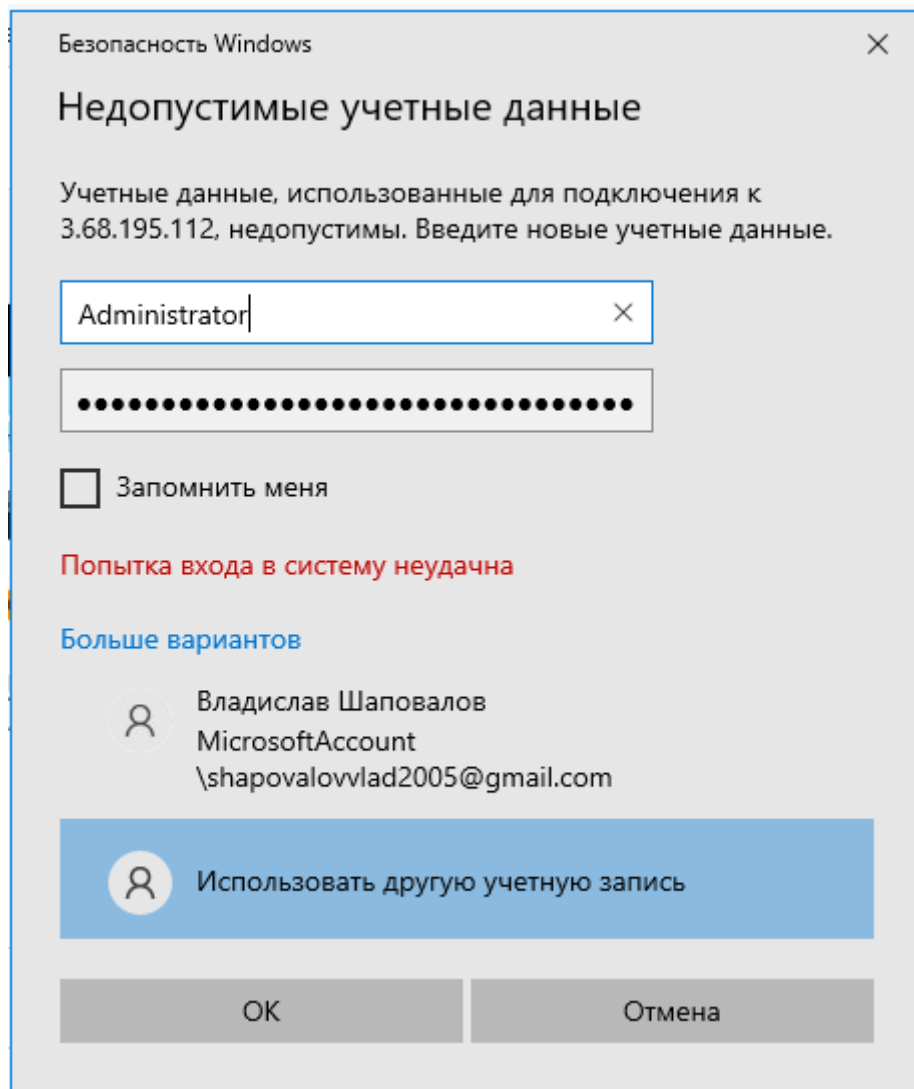 Безопасность Windows
Недопустимые учетные данные
Учетные данные, использованные для подключения к
3.68.195.112, недопустимы. Введите новые учетные данные.
Administrator
●●●●●●●●●●●●●●●●●●●●●●●●●●●●●●●●●
Запомнить меня
Попытка входа в систему неудачна
Больше вариантов
Владислав Шаповалов
MicrosoftAccount
\shapovalovvlad2005@gmail.com
Использовать другую учетную запись
ОК
Отмена